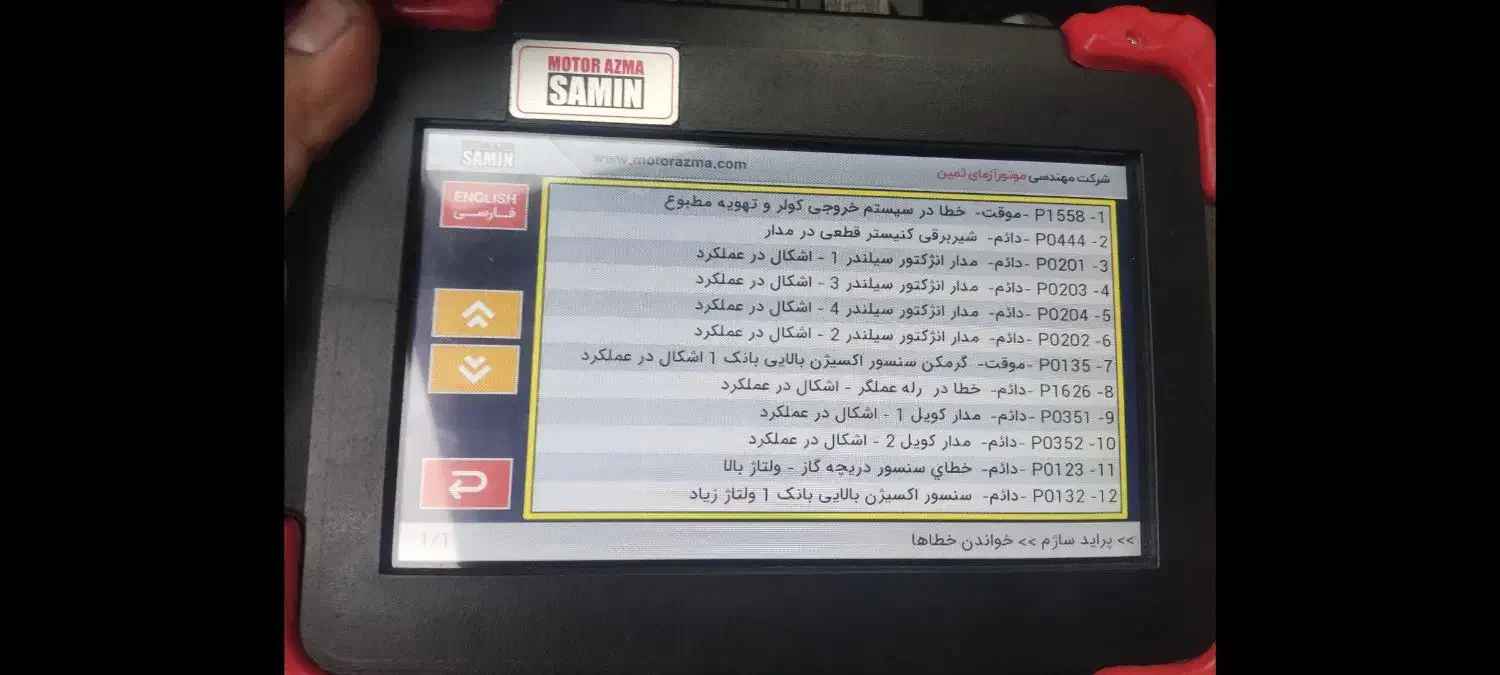 MOTOR AZMA
SAMIN
SAMIN
www.motorazma.com
شرکت مهندسی موتورآزمای ثمین
ENGLISH
فارسی
1- P1558 -موقت- خطا در سیستم خروجی کولر و تهویه مطبوع
2- P0444 -دائم- شیربرقی کنیستر قطعی در مدار
3- P0201 -دائم- مدار انژکتور سیلندر 1 - اشکال در عملکرد
4- P0203 -دائم- مدار انژکتور سیلندر 3 - اشکال در عملکرد
5- P0204 -دائم- مدار انژکتور سیلندر 4 - اشکال در عملکرد
6- P0202 -دائم- مدار انژکتور سیلندر 2 - اشکال در عملکرد
7- P0135 -موقت- گرمکن سنسور اکسیژن بالایی بانک 1 اشکال در عملکرد
8- P1626 -دائم- خطا در رله عملگر - اشکال در عملکرد
9- P0351 -دائم- مدار کویل 1 - اشکال در عملکرد
10- P0352 -دائم- مدار کویل 2 - اشکال در عملکرد
11- P0123 -دائم- خطاي سنسور دریچه گاز - ولتاژ بالا
12- P0132 -دائم- سنسور اکسیژن بالایی بانک 1 ولتاژ زیاد
>> پراید ساژم >> خواندن خطاها
1/1